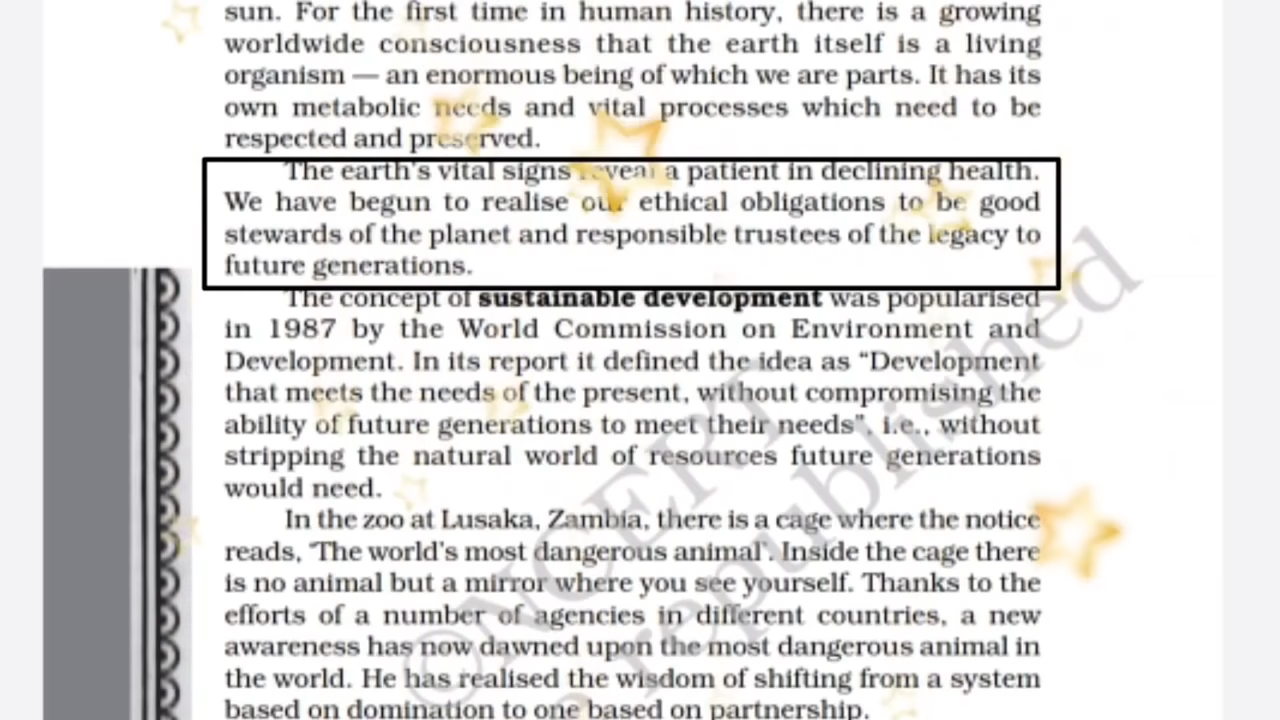 sun. For the first time in human history, there is a growing
worldwide consciousness that the earth itself is a living
organism — an enormous being of which we are parts. It has its
own metabolic needs and vital processes which need to be
respected and preserved.
The earth's vital signs reveal a patient in declining health.
We have begun to realise our ethical obligations to be good
stewards of the planet and responsible trustees of the legacy to
future generations.
The concept of sustainable development was popularised
in 1987 by the World Commission on Environment and
Development. In its report it defined the idea as “Development
that meets the needs of the present, without compromising the
ability of future generations to meet their needs”, i.e., without
stripping the natural world of resources future generations
would need.
In the zoo at Lusaka, Zambia, there is a cage where the notice
reads, ‘The world's most dangerous animal’. Inside the cage there
is no animal but a mirror where you see yourself. Thanks to the
efforts of a number of agencies in different countries, a new
awareness has now dawned upon the most dangerous animal in
the world. He has realised the wisdom of shifting from a system
based on domination to one based on partnership.
©NCERT
republished